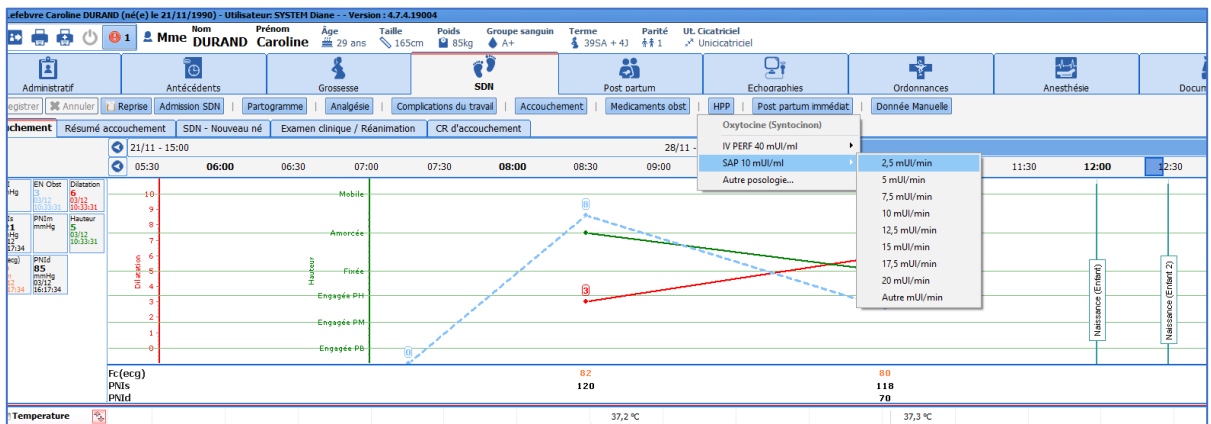 Lefebvre Caroline DURAND (né(e) le 21/11/1990) - Utilisateur: SYSTEM Diane - - Version : 4.7.4.19004
1 Mme Nom DURAND Prénom Caroline Âge 29 ans Taille 165cm Poids 85kg Groupe sanguin A+ Terme 39SA + 4J Parité 1 Ut. Cicatriciel Unicicatriciel
Administratif Antécédents Grossesse SDN Post partum Echographies Ordonnances Anesthésie Docum
egistrer Annuler Reprise Admission SDN | Partogramme | Analgésie | Complications du travail | Accouchement | Medicaments obst | HPP | Post partum immédiat | Donnée Manuelle
uchement Résumé accouchement SDN - Nouveau né Examen clinique / Réanimation CR d'accouchement
Oxytocine (Syntocinon)
IV PERF 40 mUI/ml
SAP 10 mUI/ml
Autre posologie...
2,5 mUI/min
5 mUI/min
7,5 mUI/min
10 mUI/min
12,5 mUI/min
15 mUI/min
17,5 mUI/min
20 mUI/min
Autre mUI/min
21/11 - 15:00 28/11 -
05:30 06:00 06:30 07:00 07:30 08:00 08:30 09:00 11:30 12:00 12:30
EN Obst
3
03/12
10:33:31
Dilatation
6
03/12
10:33:31
PNIm
mmHg
Hauteur
5
03/12
10:33:31
17:34
PNId
85
mmHg
03/12
16:17:34
Dilatation
10
9
8
7
6
5
4
3
2
1
0
Hauteur
Mobile
Amorcée
Fixée
Engagée PH
Engagée PM
Engagée PB
0
8
3
Naissance (Enfant)
Naissance (Enfant 2)
Fc(ecg) 82 80
PNIs 120 118
PNId 70
Temperature 37,2 °C 37,3 °C